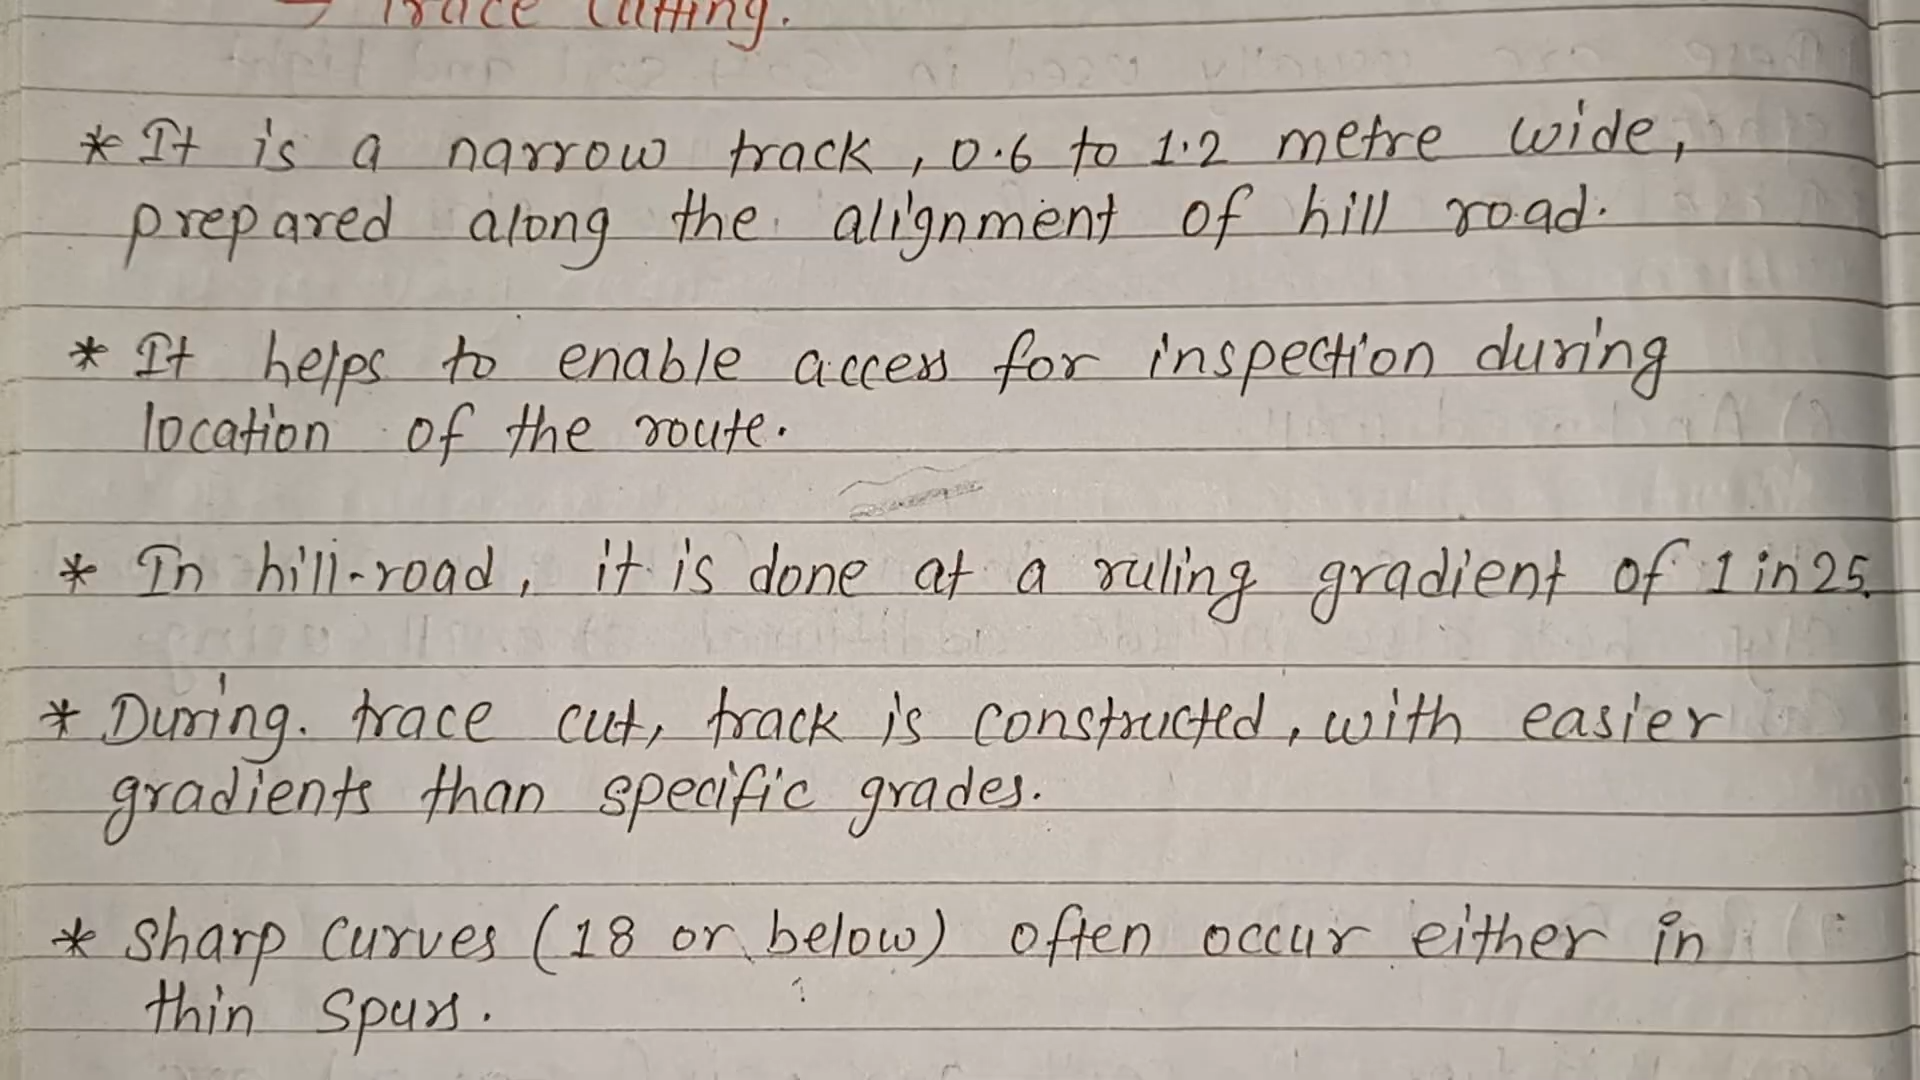 → Trace Cutting.
* It is a narrow track, 0.6 to 1.2 metre wide,
prepared along the alignment of hill road.
* It helps to enable access for inspection during
location of the route.
* In hill-road, it is done at a ruling gradient of 1 in 25.
* During. trace cut, track is constructed, with easier
gradients than specific grades.
* Sharp curves (18 or below) often occur either in
thin spurs.